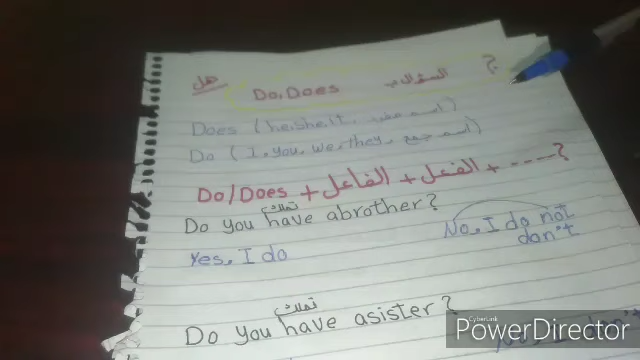 هل Do, Does السؤال ب ?
Does (he, she, it, اسم مفرد)
Do (I, you, we, they, اسم جمع)
Do/Does + الفاعل + الفعل + ----?
تملك
Do you have abrother?
Yes, I do
No, I do not
don't
تملك
Do you have asister?
No, I don't
CyberLink
PowerDirector